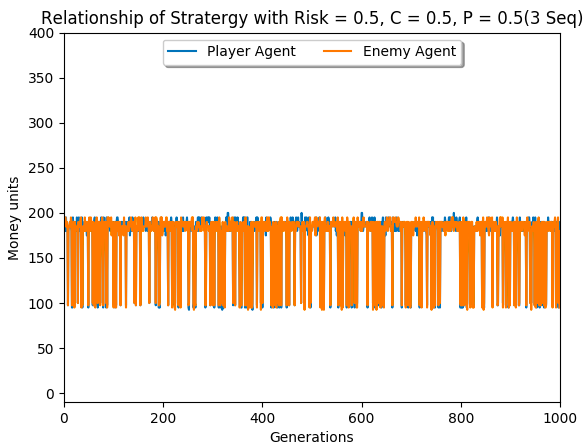 Relationship of Stratergy with Risk = 0.5, C = 0.5, P = 0.5(3 Seq)
Player Agent
Enemy Agent
Money units
400
350
300
250
200
150
100
50
0
0 200 400 600 800 1000
Generations